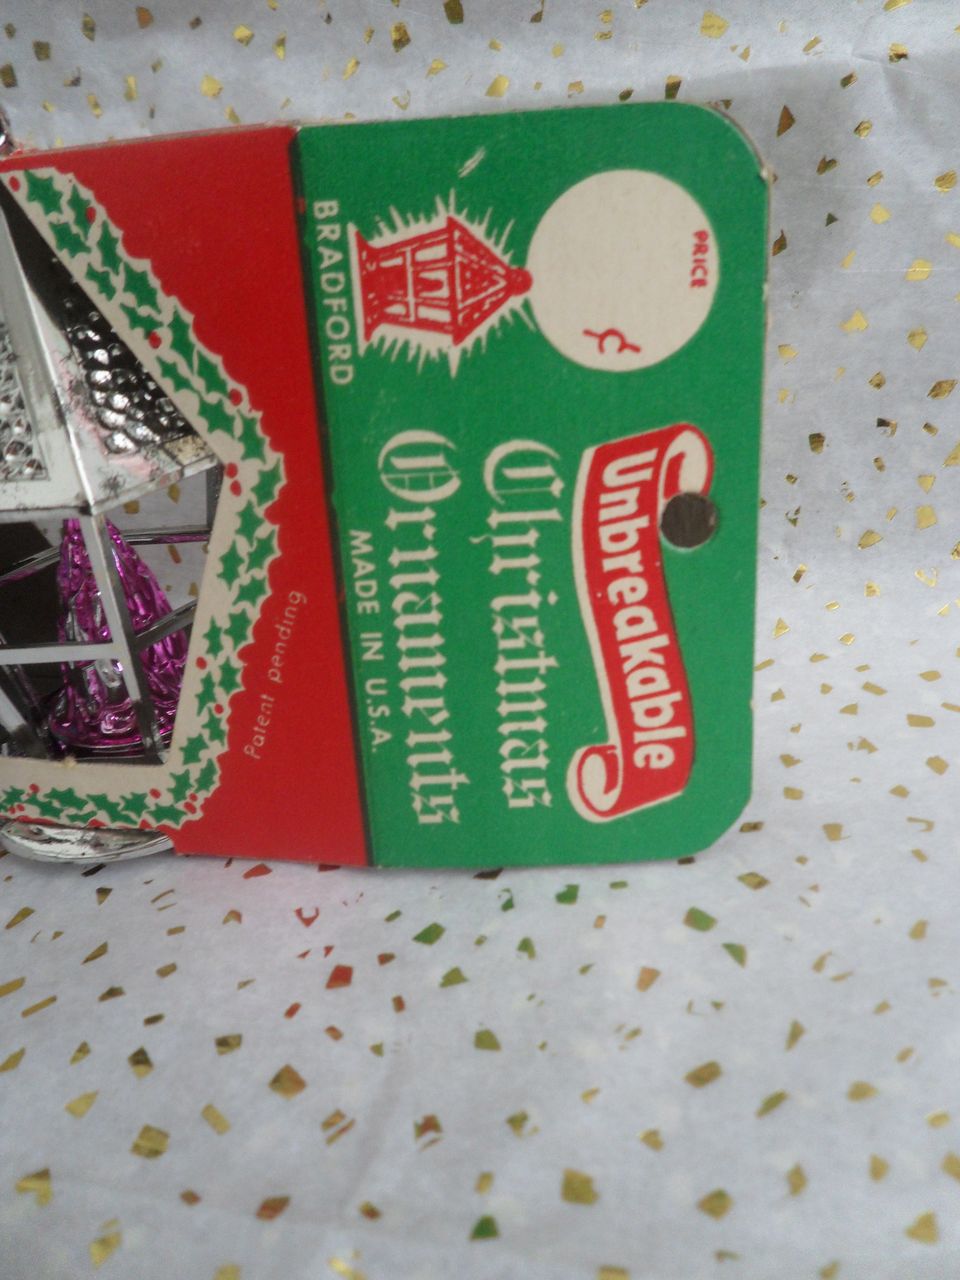 PRICE
¢
BRADFORD
Unbreakable
Christmas
Ornaments
MADE IN U.S.A.
Patent pending